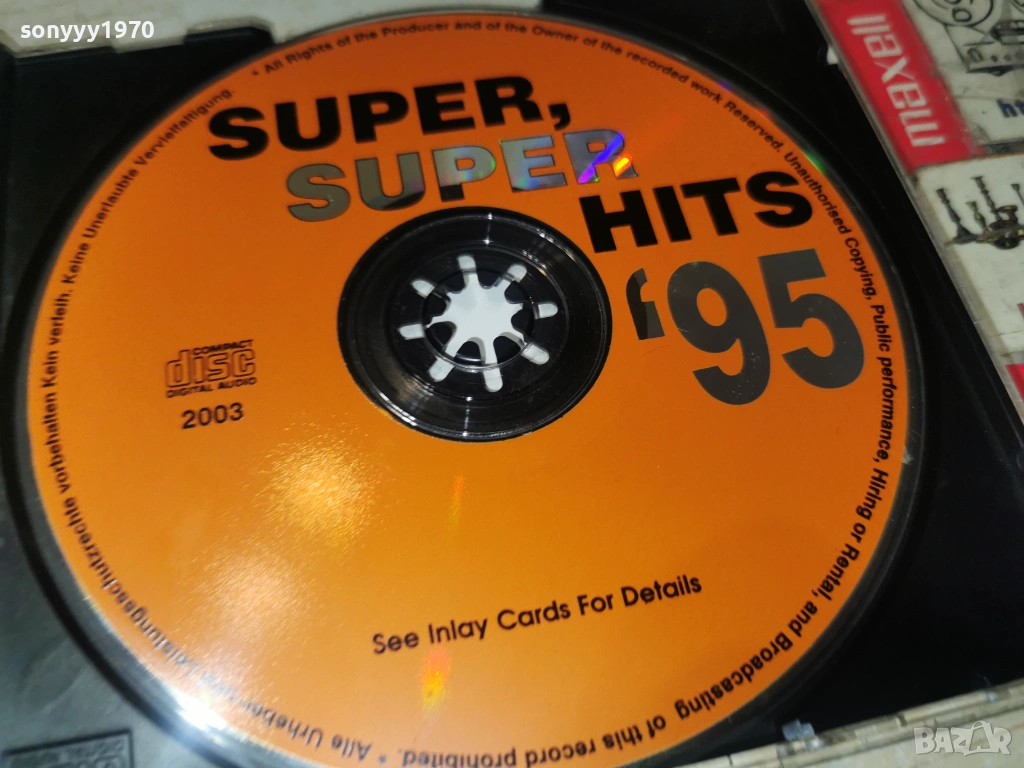 sonyyy1970
* All Rights of the Producer and of the Owner of the recorded work Reserved. Unauthorised Copying, Public performance, Hiring or Rental, and Broadcasting of this record prohibited. * Alle Urheber- und Leistungsschutzrechte vorbehalten Kein verleih. Keine Unerlaubte Vervielfältigung.
SUPER,
SUPER
HITS
'95
COMPACT
disc
DIGITAL AUDIO
2003
See Inlay Cards For Details
maxell
BAZAR